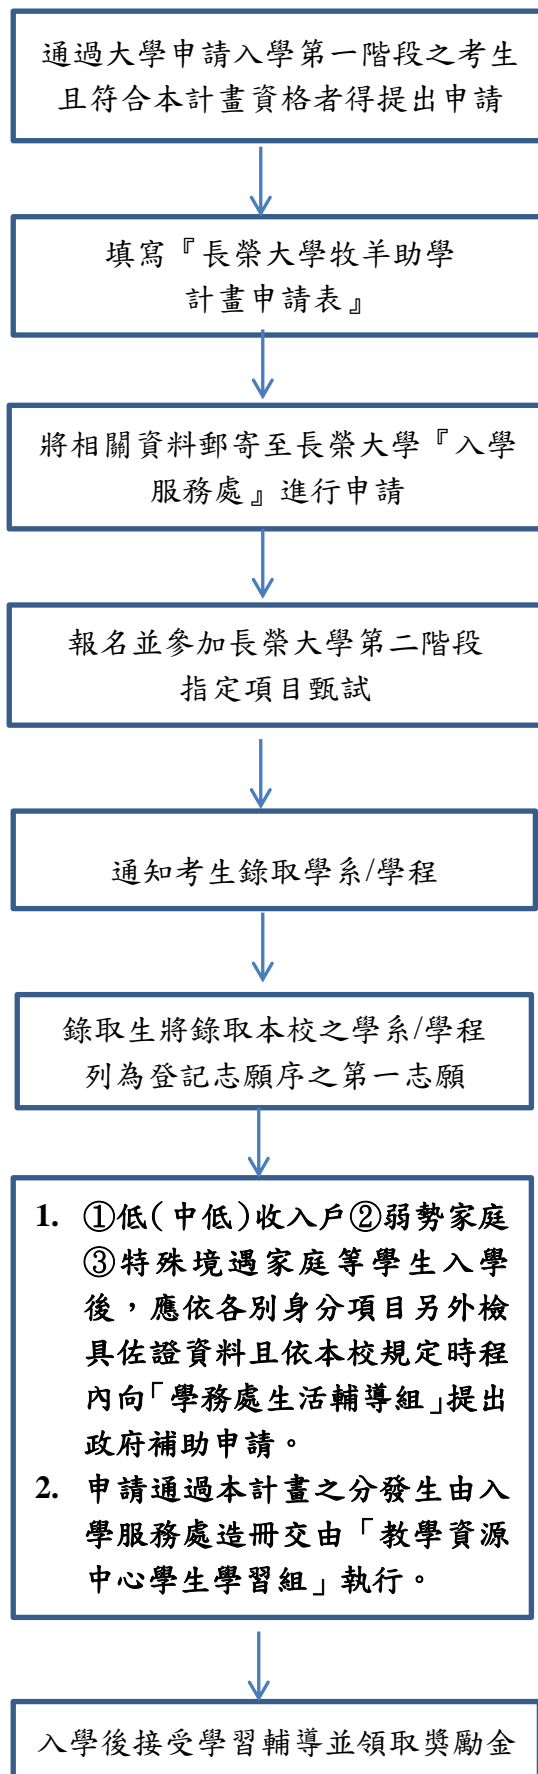 通過大學申請入學第一階段之考生
且符合本計畫資格者得提出申請
填寫『長榮大學牧羊助學
計畫申請表』
將相關資料郵寄至長榮大學『入學
服務處』進行申請
報名並參加長榮大學第二階段
指定項目甄試
通知考生錄取學系/學程
錄取生將錄取本校之學系/學程
列為登記志願序之第一志願
1. ①低(中低)收入戶②弱勢家庭
③特殊境遇家庭等學生入學
後，應依各別身分項目另外檢
具佐證資料且依本校規定時程
內向「學務處生活輔導組」提出
政府補助申請。
2. 申請通過本計畫之分發生由入
學服務處造冊交由「教學資源
中心學生學習組」執行。
入學後接受學習輔導並領取獎勵金